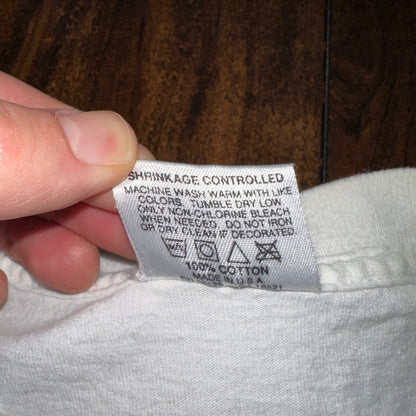 SHRINKAGE CONTROLLED
MACHINE WASH WARM WITH LIKE
COLORS. TUMBLE DRY LOW
ONLY NON-CHLORINE BLEACH
WHEN NEEDED. DO NOT IRON
OR DRY CLEAN IF DECORATED
100% COTTON
MADE IN U.S.A.